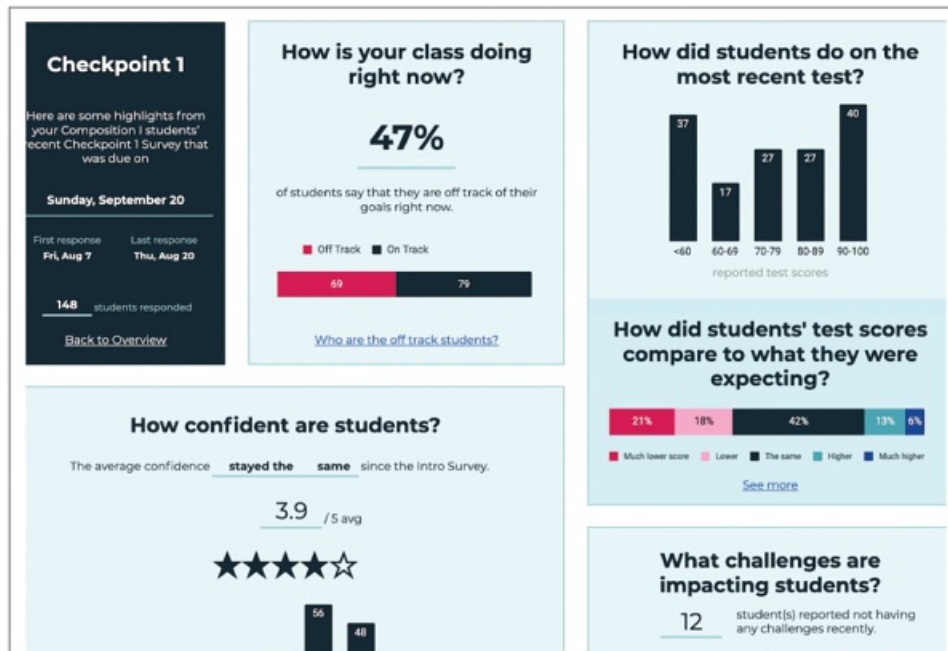 Checkpoint 1
Here are some highlights from
your Composition I students'
recent Checkpoint 1 Survey that
was due on
Sunday, September 20
First response
Last response
Fri, Aug 7
Thu, Aug 20
148 students responded
Back to Overview
How is your class doing
right now?
47%
of students say that they are off track of their
goals right now.
Off Track On Track
69 79
Who are the off track students?
How did students do on the
most recent test?
37 17 27 27 40
<60 60-69 70-79 80-89 90-100
reported test scores
How did students' test scores
compare to what they were
expecting?
21% 18% 42% 13% 6%
Much lower score Lower The same Higher Much higher
See more
How confident are students?
The average confidence stayed the same since the Intro Survey.
3.9 / 5 avg
56
48
What challenges are
impacting students?
12 student(s) reported not having
any challenges recently.